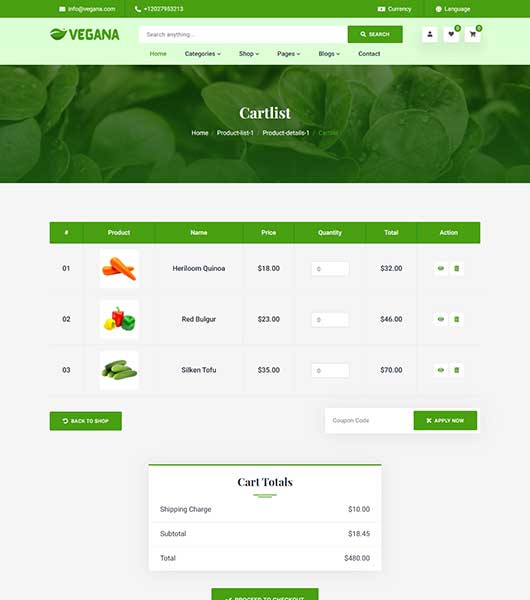 info@vegana.com +12027953213 Currency Language
VEGANA Search anything... SEARCH 0 0
Home Categories Shop Pages Blogs Contact
Cartlist
Home / Product-list-1 / Product-details-1 / Cartlist
# Product Name Price Quantity Total Action
01 Heriloom Quinoa $18.00 0 $32.00
02 Red Bulgur $23.00 0 $46.00
03 Silken Tofu $35.00 0 $70.00
BACK TO SHOP Coupon Code APPLY NOW
Cart Totals
Shipping Charge $10.00
Subtotal $18.45
Total $480.00
PROCEED TO CHECKOUT